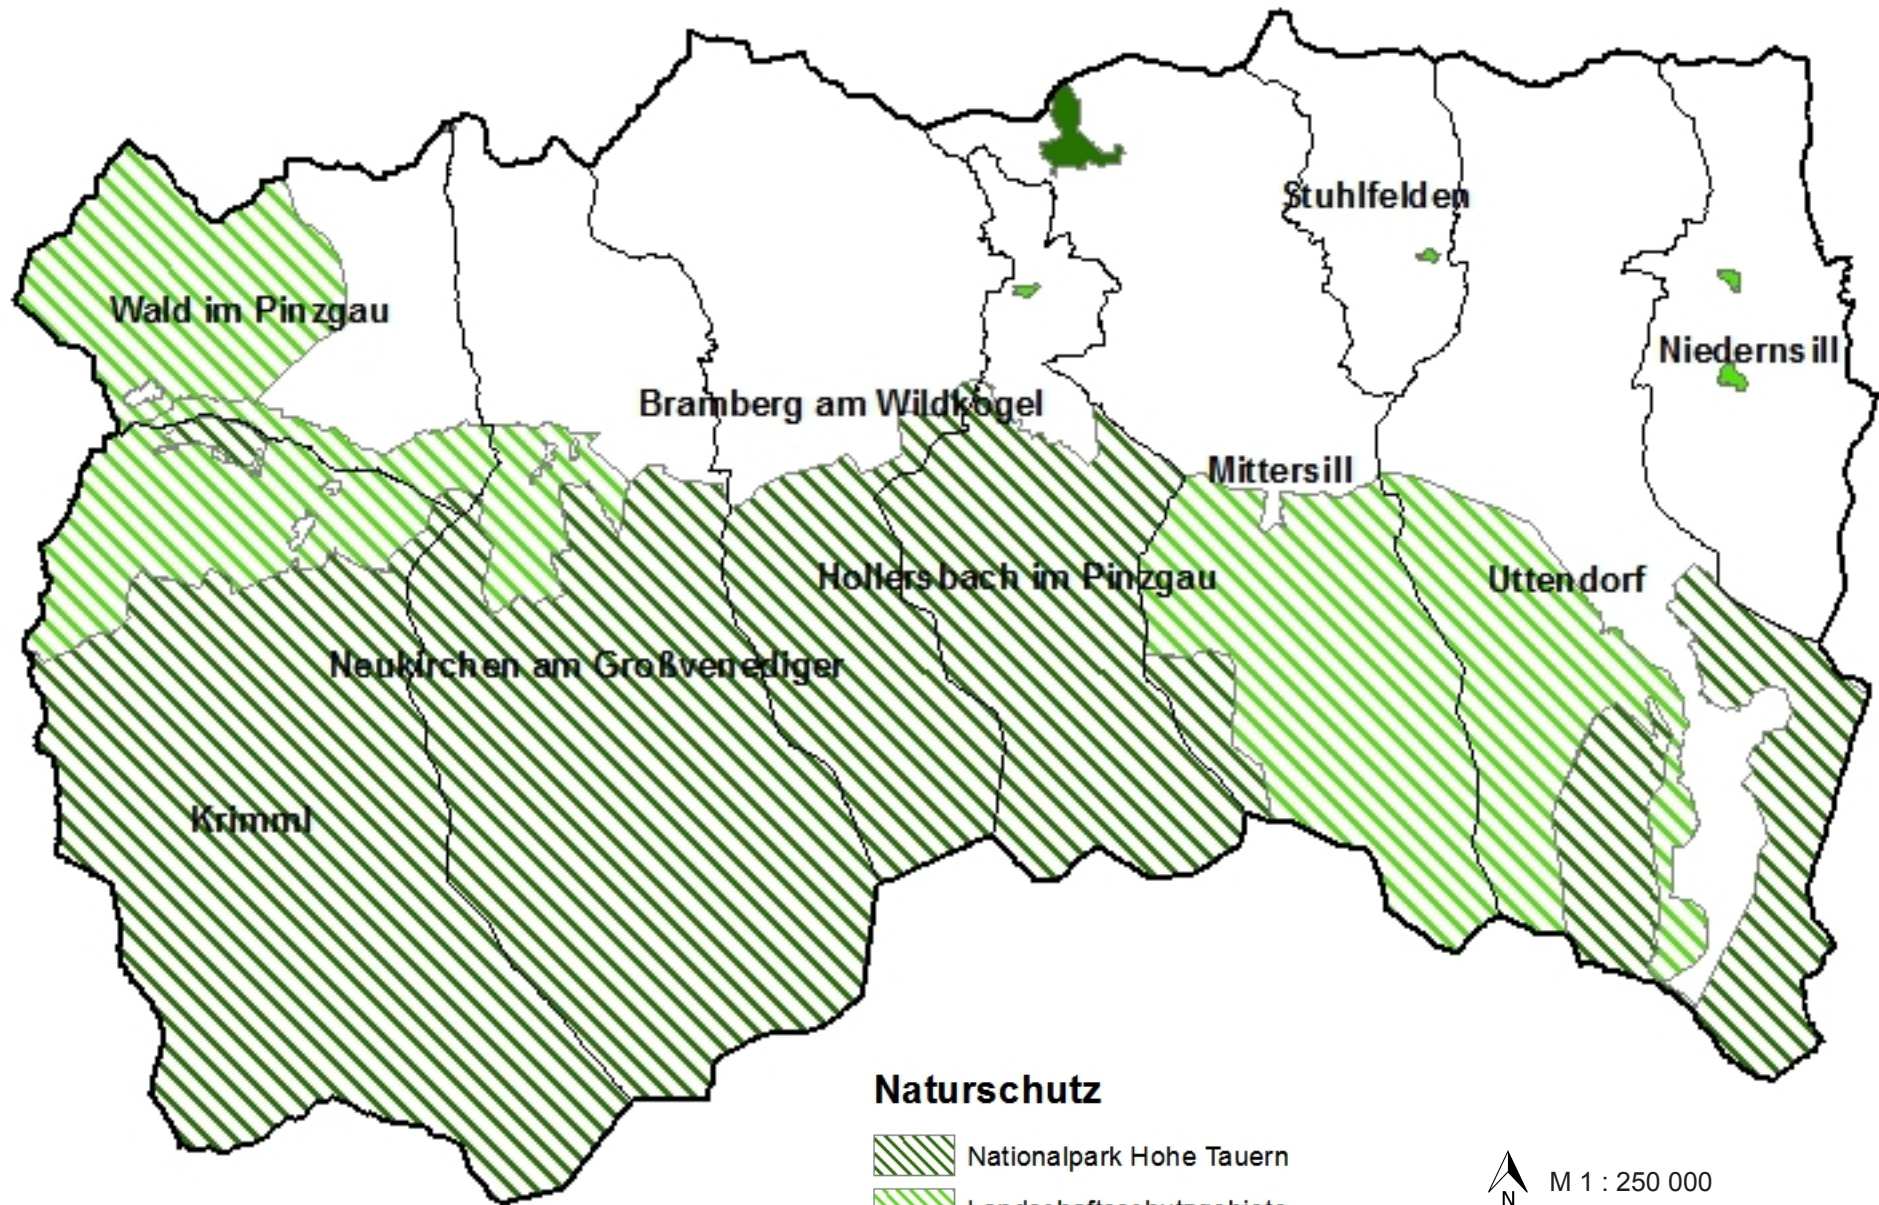 Stuhlfelden
Wald im Pinzgau
Niedernsill
Bramberg am Wildkogel
Mittersill
Hollersbach im Pinzgau
Uttendorf
Neukirchen am Großvenediger
Krimml
Naturschutz
Nationalpark Hohe Tauern
Landschaftsschutzgebiete
M 1 : 250 000
N